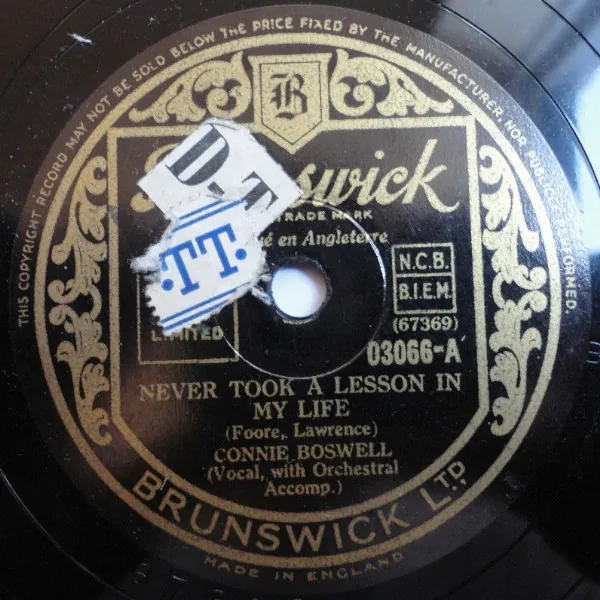 THIS COPYRIGHT RECORD MAY NOT BE SOLD BELOW THE PRICE FIXED BY THE MANUFACTURER, NOR PUBLICLY PERFORMED.
B
D.T
TRADE MARK
en Angleterre
.TT.
N.C.B.
B.I.E.M.
LIMITED
(67369)
03066-A
NEVER TOOK A LESSON IN
MY LIFE
(Foore, Lawrence)
CONNIE BOSWELL
(Vocal, with Orchestral
Accomp.)
BRUNSWICK LTD.
MADE IN ENGLAND